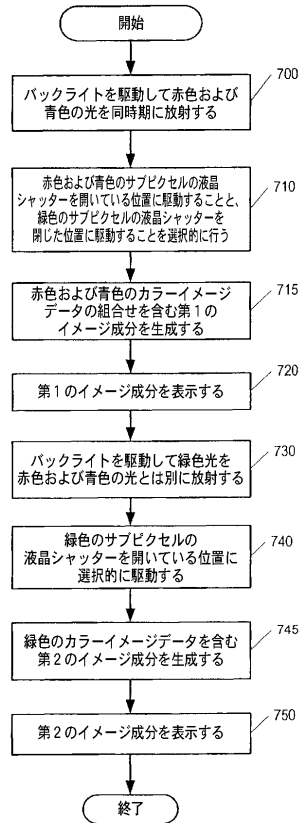 開始
700
バックライトを駆動して赤色および
青色の光を同時期に放射する
710
赤色および青色のサブピクセルの液晶
シャッターを開いている位置に駆動することと、
緑色のサブピクセルの液晶シャッターを
閉じた位置に駆動することを選択的に行う
715
赤色および青色のカラーイメージ
データの組合せを含む第1の
イメージ成分を生成する
720
第1のイメージ成分を表示する
730
バックライトを駆動して緑色光を
赤色および青色の光とは別に放射する
740
緑色のサブピクセルの
液晶シャッターを開いている位置に
選択的に駆動する
745
緑色のカラーイメージデータを含む
第2のイメージ成分を生成する
750
第2のイメージ成分を表示する
終了